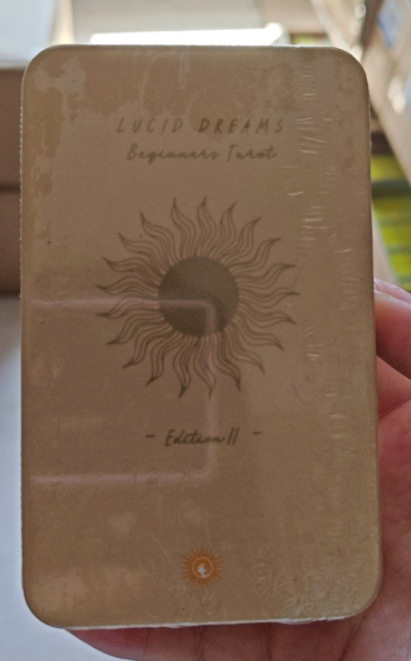 LUCID DREAMS
Beginners Tarot
- Edition II -